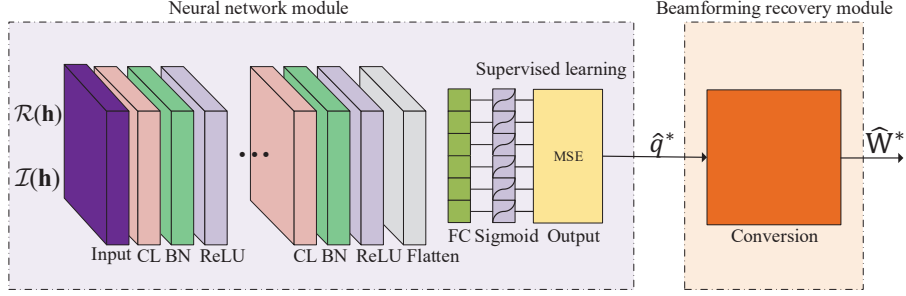 Neural network module
Beamforming recovery module
Supervised learning
ℛ(𝐡)
ℐ(𝐡)
MSE
q̂*
Ŵ*
Input CL BN ReLU
CL BN ReLU Flatten
FC Sigmoid Output
Conversion